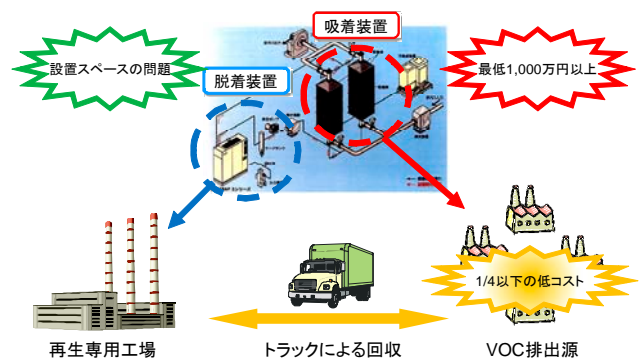 吸着装置
設置スペースの問題
脱着装置
最低1,000万円以上
1/4以下の低コスト
再生専用工場
トラックによる回収
VOC排出源